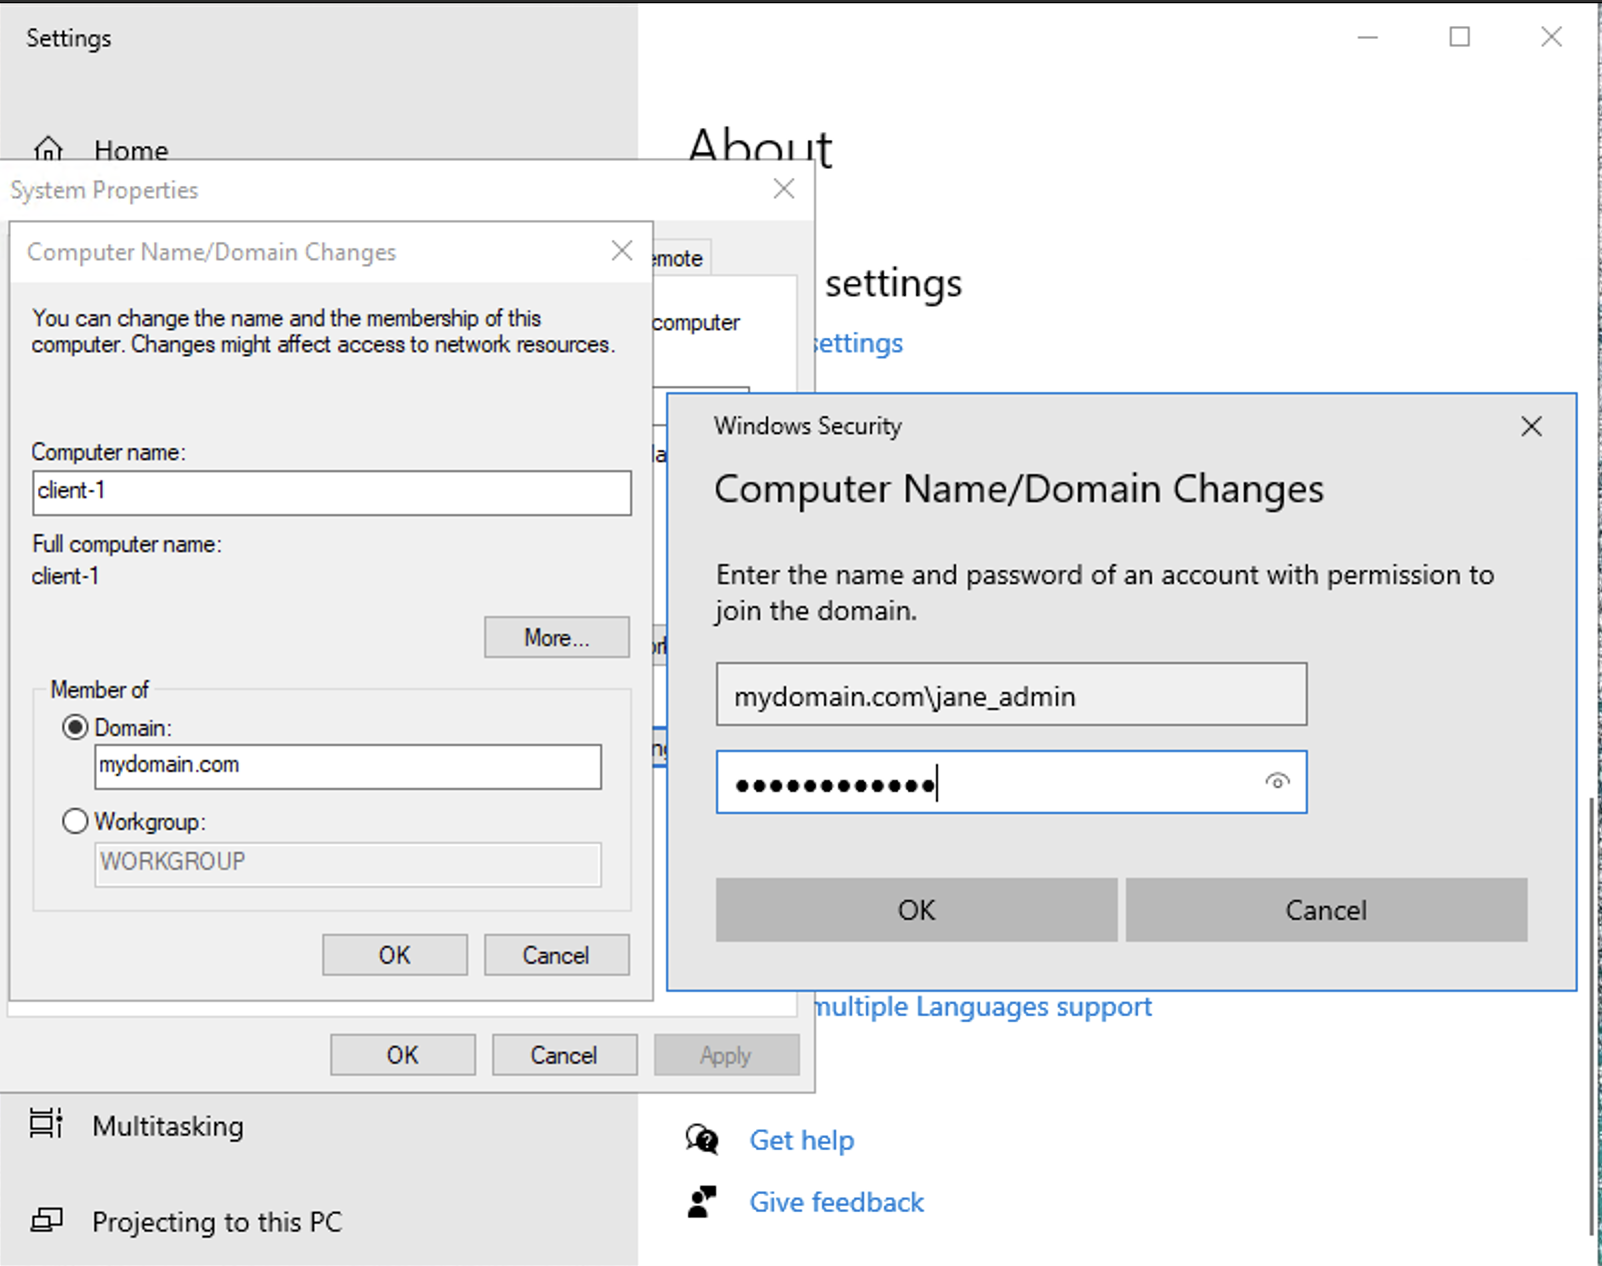 Settings
Home
About
System Properties
Computer Name/Domain Changes
emote
settings
You can change the name and the membership of this
computer. Changes might affect access to network resources.
computer
settings
Computer name:
client-1
Full computer name:
client-1
More...
Member of
Domain:
mydomain.com
Workgroup:
WORKGROUP
OK
Cancel
Windows Security
Computer Name/Domain Changes
Enter the name and password of an account with permission to
join the domain.
mydomain.com\jane_admin
●●●●●●●●●●●●
OK
Cancel
multiple Languages support
OK
Cancel
Apply
Multitasking
Projecting to this PC
Get help
Give feedback